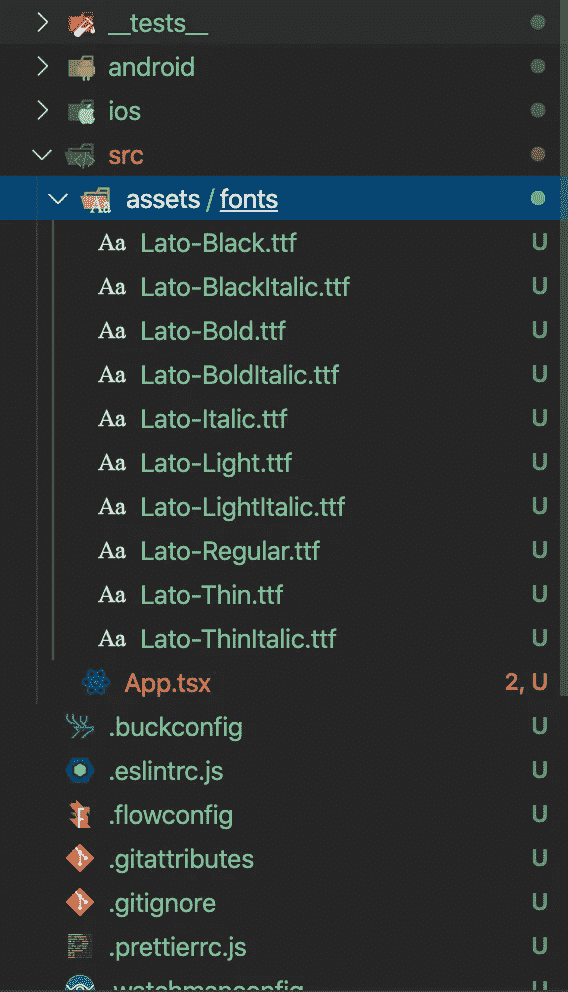 __tests__
android
ios
src
assets / fonts
Aa Lato-Black.ttf U
Aa Lato-BlackItalic.ttf U
Aa Lato-Bold.ttf U
Aa Lato-BoldItalic.ttf U
Aa Lato-Italic.ttf U
Aa Lato-Light.ttf U
Aa Lato-LightItalic.ttf U
Aa Lato-Regular.ttf U
Aa Lato-Thin.ttf U
Aa Lato-ThinItalic.ttf U
App.tsx 2, U
.buckconfig U
.eslintrc.js U
.flowconfig U
.gitattributes U
.gitignore U
.prettierrc.js U
.watchmanconfig U